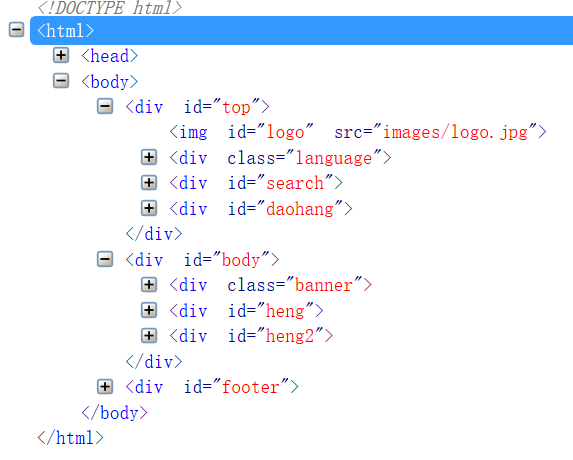 <!DOCTYPE html>
<html>
<head>
<body>
<div id="top">
<img id="logo" src="images/logo.jpg">
<div class="language">
<div id="search">
<div id="daohang">
</div>
<div id="body">
<div class="banner">
<div id="heng">
<div id="heng2">
</div>
<div id="footer">
</body>
</html>